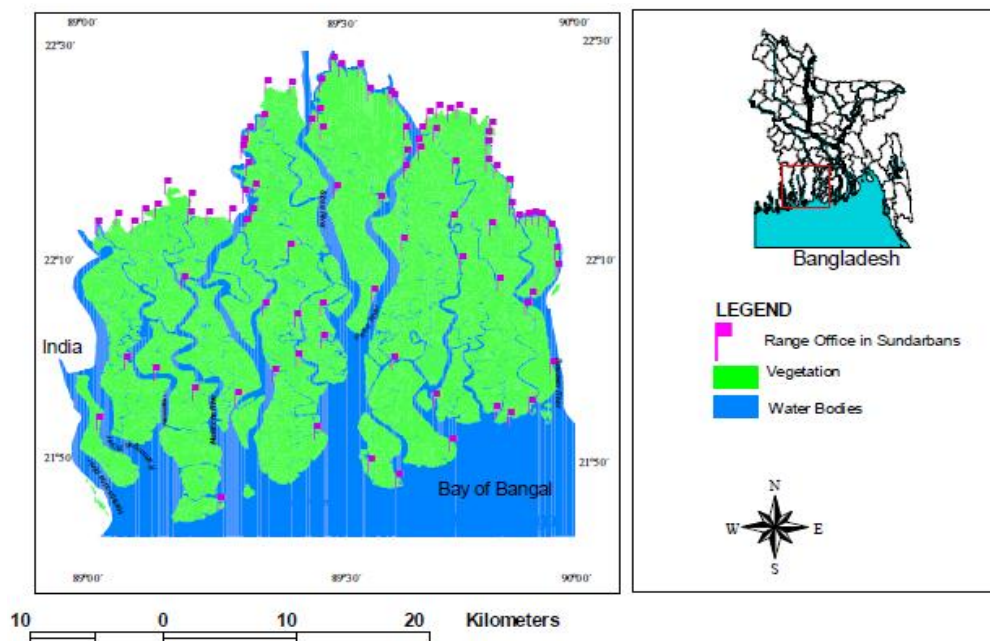 89°00' 89°30' 90°00'
22°30' 22°30'
22°10' 22°10'
India
21°50' 21°50'
Bay of Bangal
89°00' 89°30' 90°00'
10 0 10 20 Kilometers
Bangladesh
LEGEND
Range Office in Sundarbans
Vegetation
Water Bodies
N
W E
S